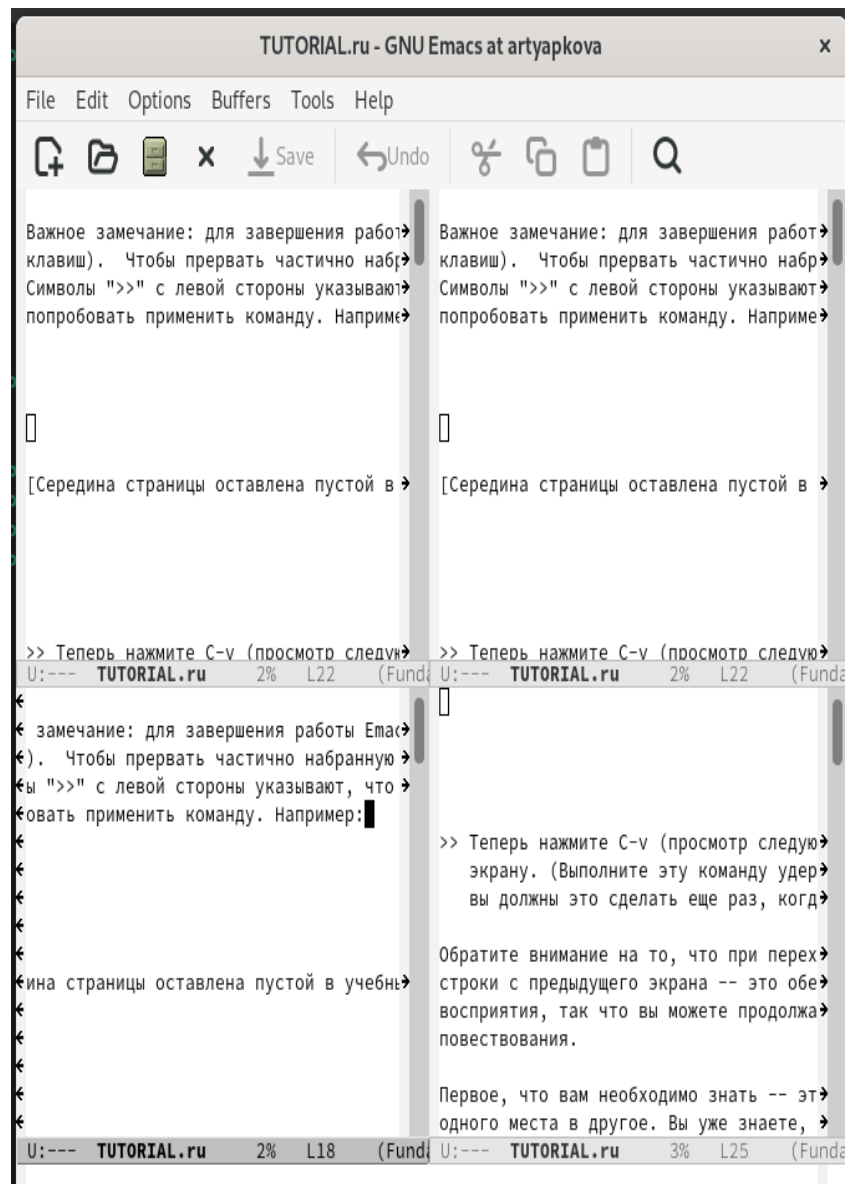 TUTORIAL.ru - GNU Emacs at artyapkova
File Edit Options Buffers Tools Help
Save Undo
Важное замечание: для завершения работ
клавиш).  Чтобы прервать частично набр
Символы ">>" с левой стороны указывают
попробовать применить команду. Наприме
[Середина страницы оставлена пустой в
>> Теперь нажмите C-v (просмотр следую
U:---  TUTORIAL.ru     2%   L22    (Funda
Важное замечание: для завершения работ
клавиш).  Чтобы прервать частично набр
Символы ">>" с левой стороны указывают
попробовать применить команду. Наприме
[Середина страницы оставлена пустой в
>> Теперь нажмите C-v (просмотр следую
U:---  TUTORIAL.ru     2%   L22    (Funda
замечание: для завершения работы Emac
).  Чтобы прервать частично набранную
ы ">>" с левой стороны указывают, что
овать применить команду. Например:
ина страницы оставлена пустой в учебн
U:---  TUTORIAL.ru     2%   L18    (Funda
>> Теперь нажмите C-v (просмотр следую
экрану. (Выполните эту команду удер
вы должны это сделать еще раз, когд
Обратите внимание на то, что при перех
строки с предыдущего экрана -- это обе
восприятия, так что вы можете продолжа
повествования.
Первое, что вам необходимо знать -- эт
одного места в другое. Вы уже знаете,
U:---  TUTORIAL.ru     3%   L25    (Funda